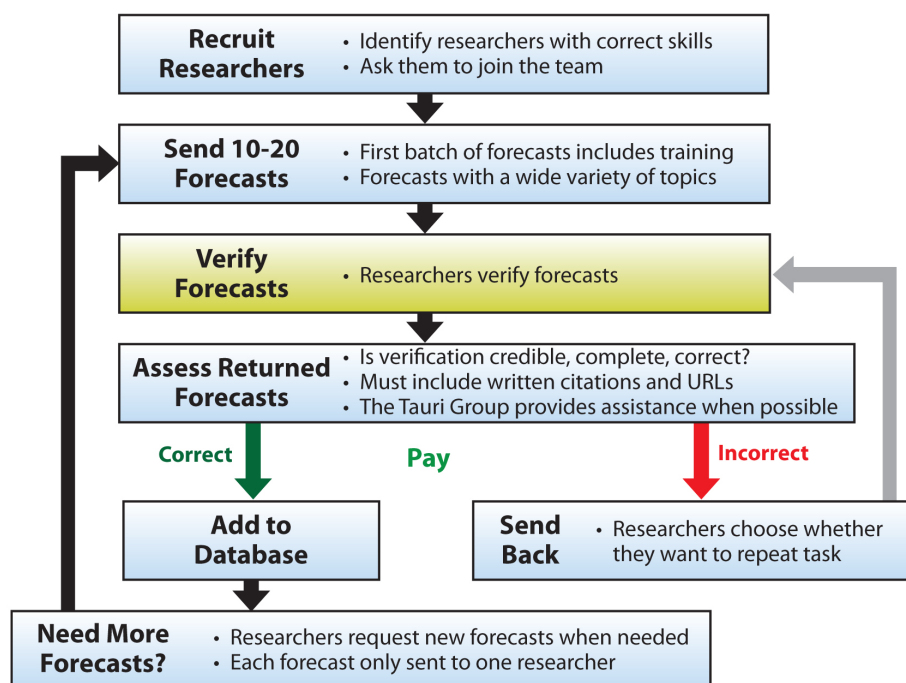 Recruit
Researchers
• Identify researchers with correct skills
• Ask them to join the team
Send 10-20
Forecasts
• First batch of forecasts includes training
• Forecasts with a wide variety of topics
Verify
Forecasts
• Researchers verify forecasts
Assess Returned
Forecasts
• Is verification credible, complete, correct?
• Must include written citations and URLs
• The Tauri Group provides assistance when possible
Correct
Pay
Incorrect
Add to
Database
Send
Back
• Researchers choose whether
they want to repeat task
Need More
Forecasts?
• Researchers request new forecasts when needed
• Each forecast only sent to one researcher